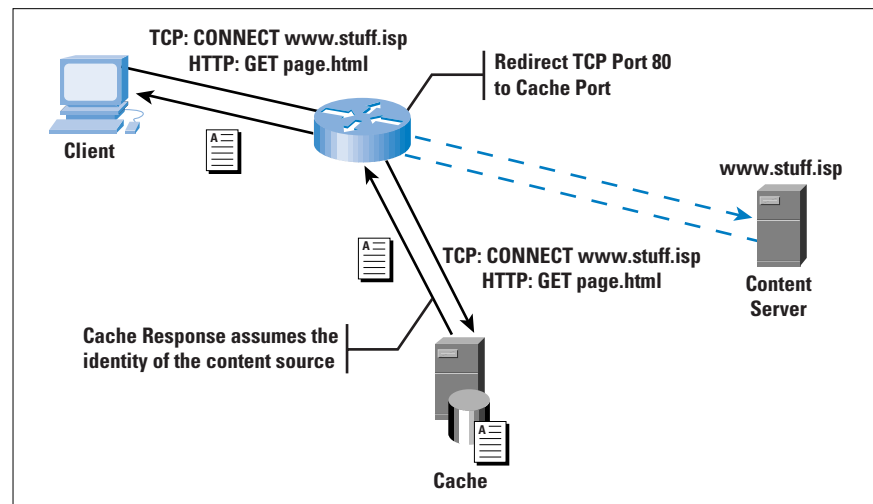 TCP: CONNECT www.stuff.isp
HTTP: GET page.html
Redirect TCP Port 80
to Cache Port
Client
A
www.stuff.isp
A
TCP: CONNECT www.stuff.isp
HTTP: GET page.html
Content
Server
Cache Response assumes the
identity of the content source
A
Cache